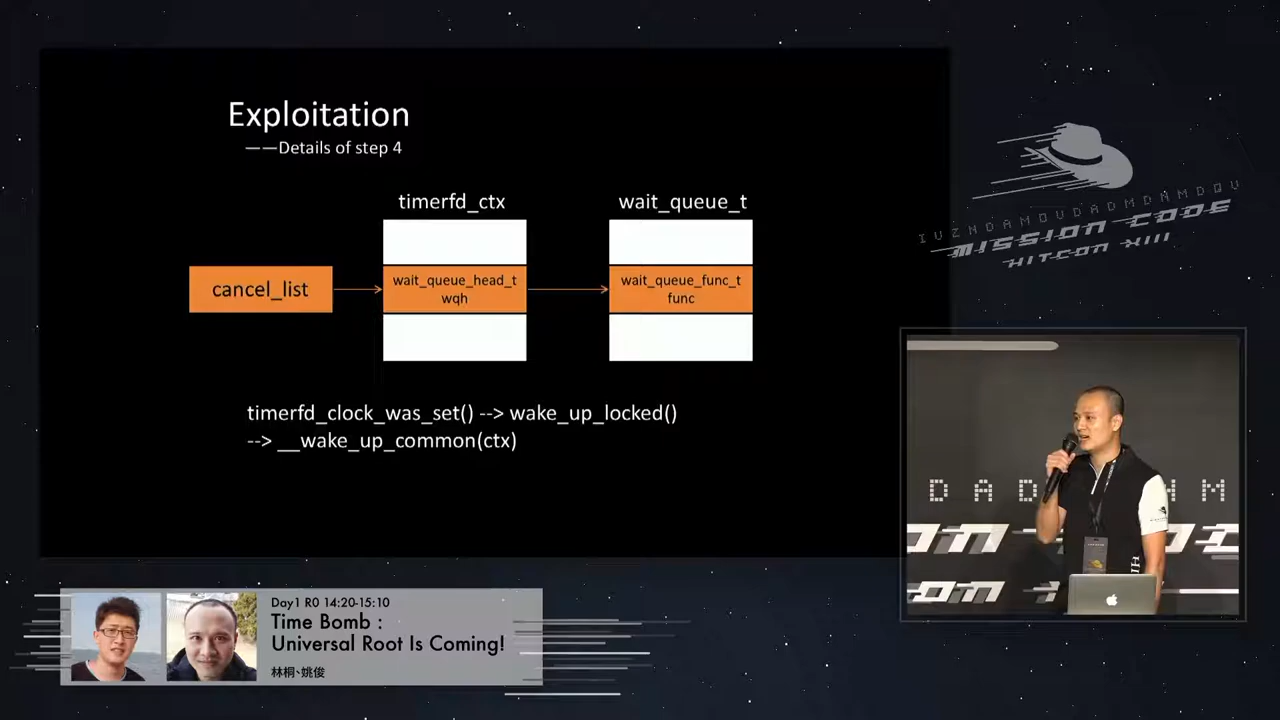 Exploitation
——Details of step 4
timerfd_ctx
wait_queue_t
cancel_list
wait_queue_head_t
wqh
wait_queue_func_t
func
timerfd_clock_was_set() --> wake_up_locked()
--> __wake_up_common(ctx)
MISSION CODE
HITCON XIII
D A D
H M
Day1 R0 14:20-15:10
Time Bomb :
Universal Root Is Coming!
林桐、姚俊